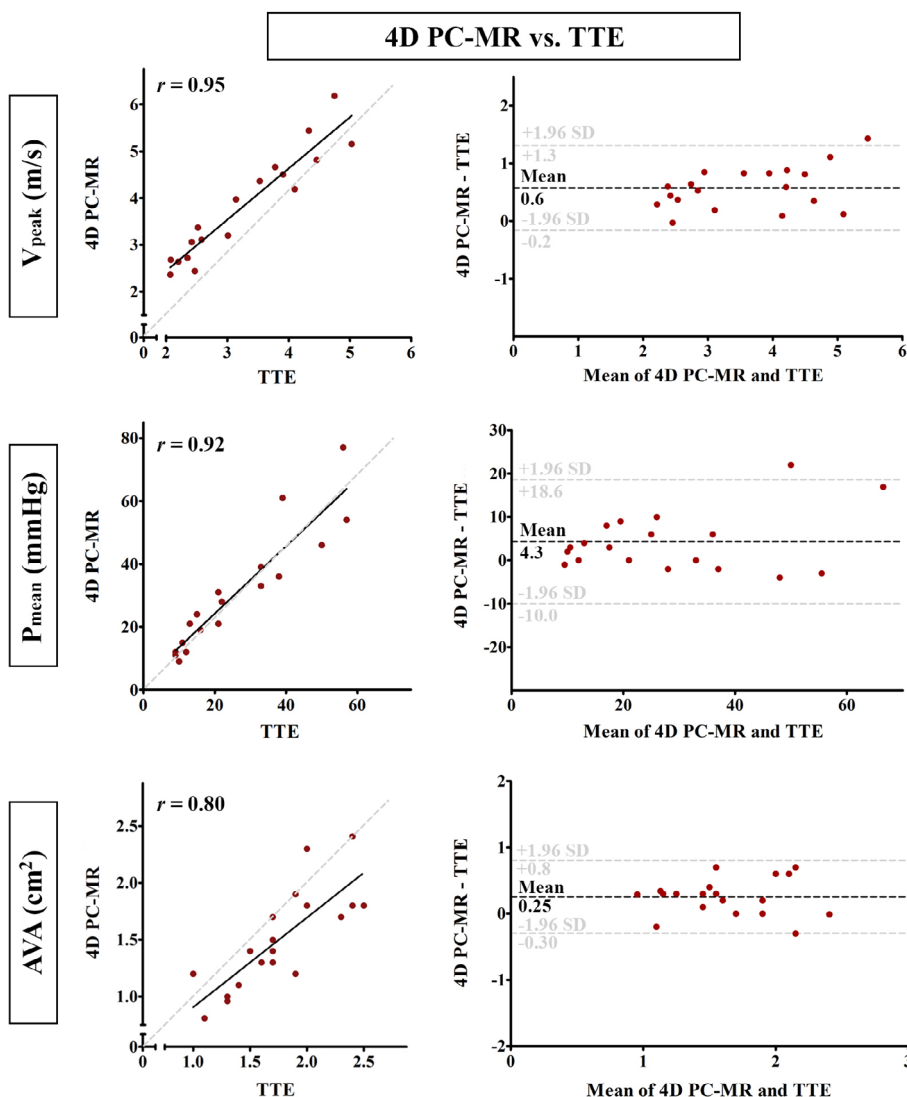 4D PC-MR vs. TTE
V_peak (m/s)
r = 0.95
4D PC-MR
6
5
4
3
2
0
0 2 3 4 5 6
TTE
4D PC-MR - TTE
2
1
0
-1
+1.96 SD
+1.3
Mean
0.6
-1.96 SD
-0.2
0 1 2 3 4 5 6
Mean of 4D PC-MR and TTE
P_mean (mmHg)
r = 0.92
4D PC-MR
80
60
40
20
0
0 20 40 60
TTE
4D PC-MR - TTE
30
20
10
0
-10
-20
+1.96 SD
+18.6
Mean
4.3
-1.96 SD
-10.0
0 20 40 60
Mean of 4D PC-MR and TTE
AVA (cm²)
r = 0.80
4D PC-MR
2.5
2.0
1.5
1.0
0
0 1.0 1.5 2.0 2.5
TTE
4D PC-MR - TTE
2
1
0
-1
-2
+1.96 SD
+0.8
Mean
0.25
-1.96 SD
-0.30
0 1 2 3
Mean of 4D PC-MR and TTE